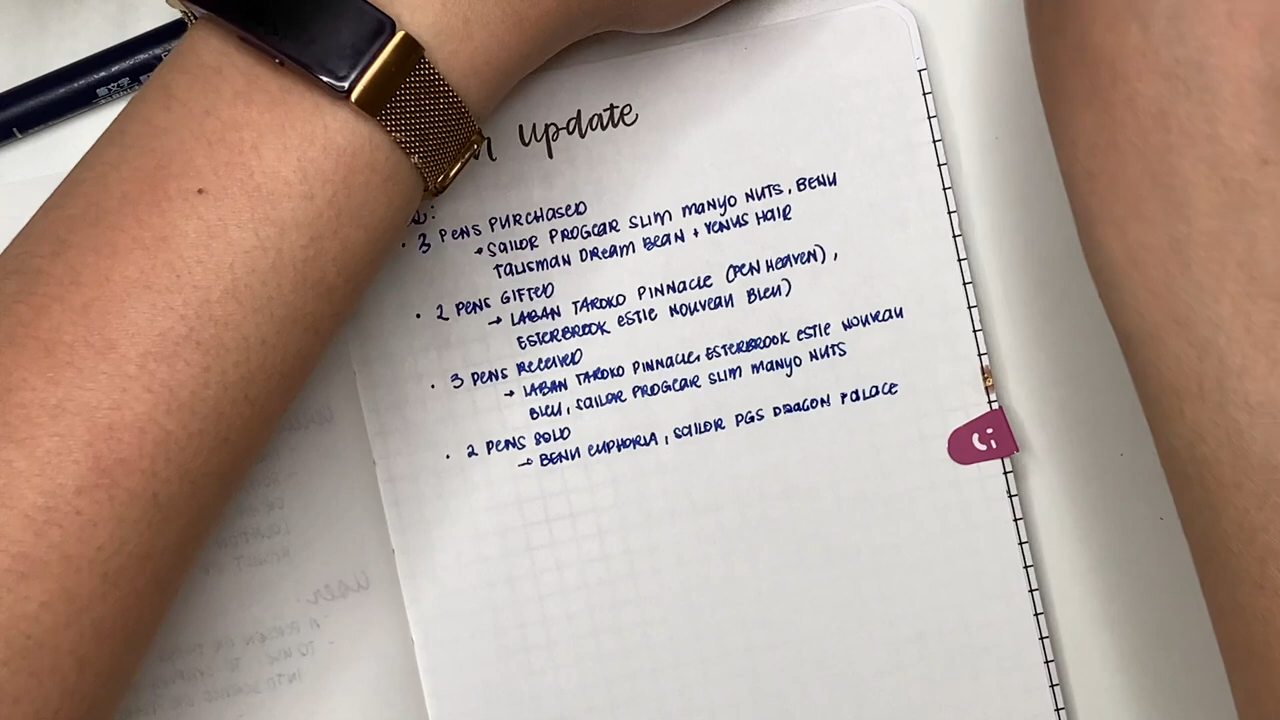 update
:
• 3 PENS PURCHASED
→ SAILOR PROGEAR SLIM MANYO NUTS, BENU
TALISMAN DREAM BEAN + VENUS HAIR
• 2 PENS GIFTED
→ LABAN TAROKO PINNACLE (PEN HEAVEN),
ESTERBROOK ESTIE NOUVEAU BLEU)
• 3 PENS RECEIVED
→ LABAN TAROKO PINNACLE, ESTERBROOK ESTIE NOUVEAU
BLEU, SAILOR PROGEAR SLIM MANYO NUTS
• 2 PENS SOLD
→ BENU EUPHORIA, SAILOR PGS DRAGON PALACE